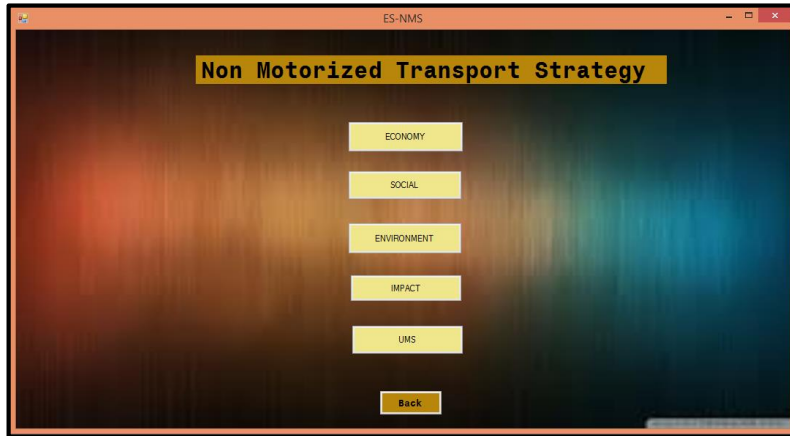 ES-NMS
Non Motorized Transport Strategy
ECONOMY
SOCIAL
ENVIRONMENT
IMPACT
UMS
Back